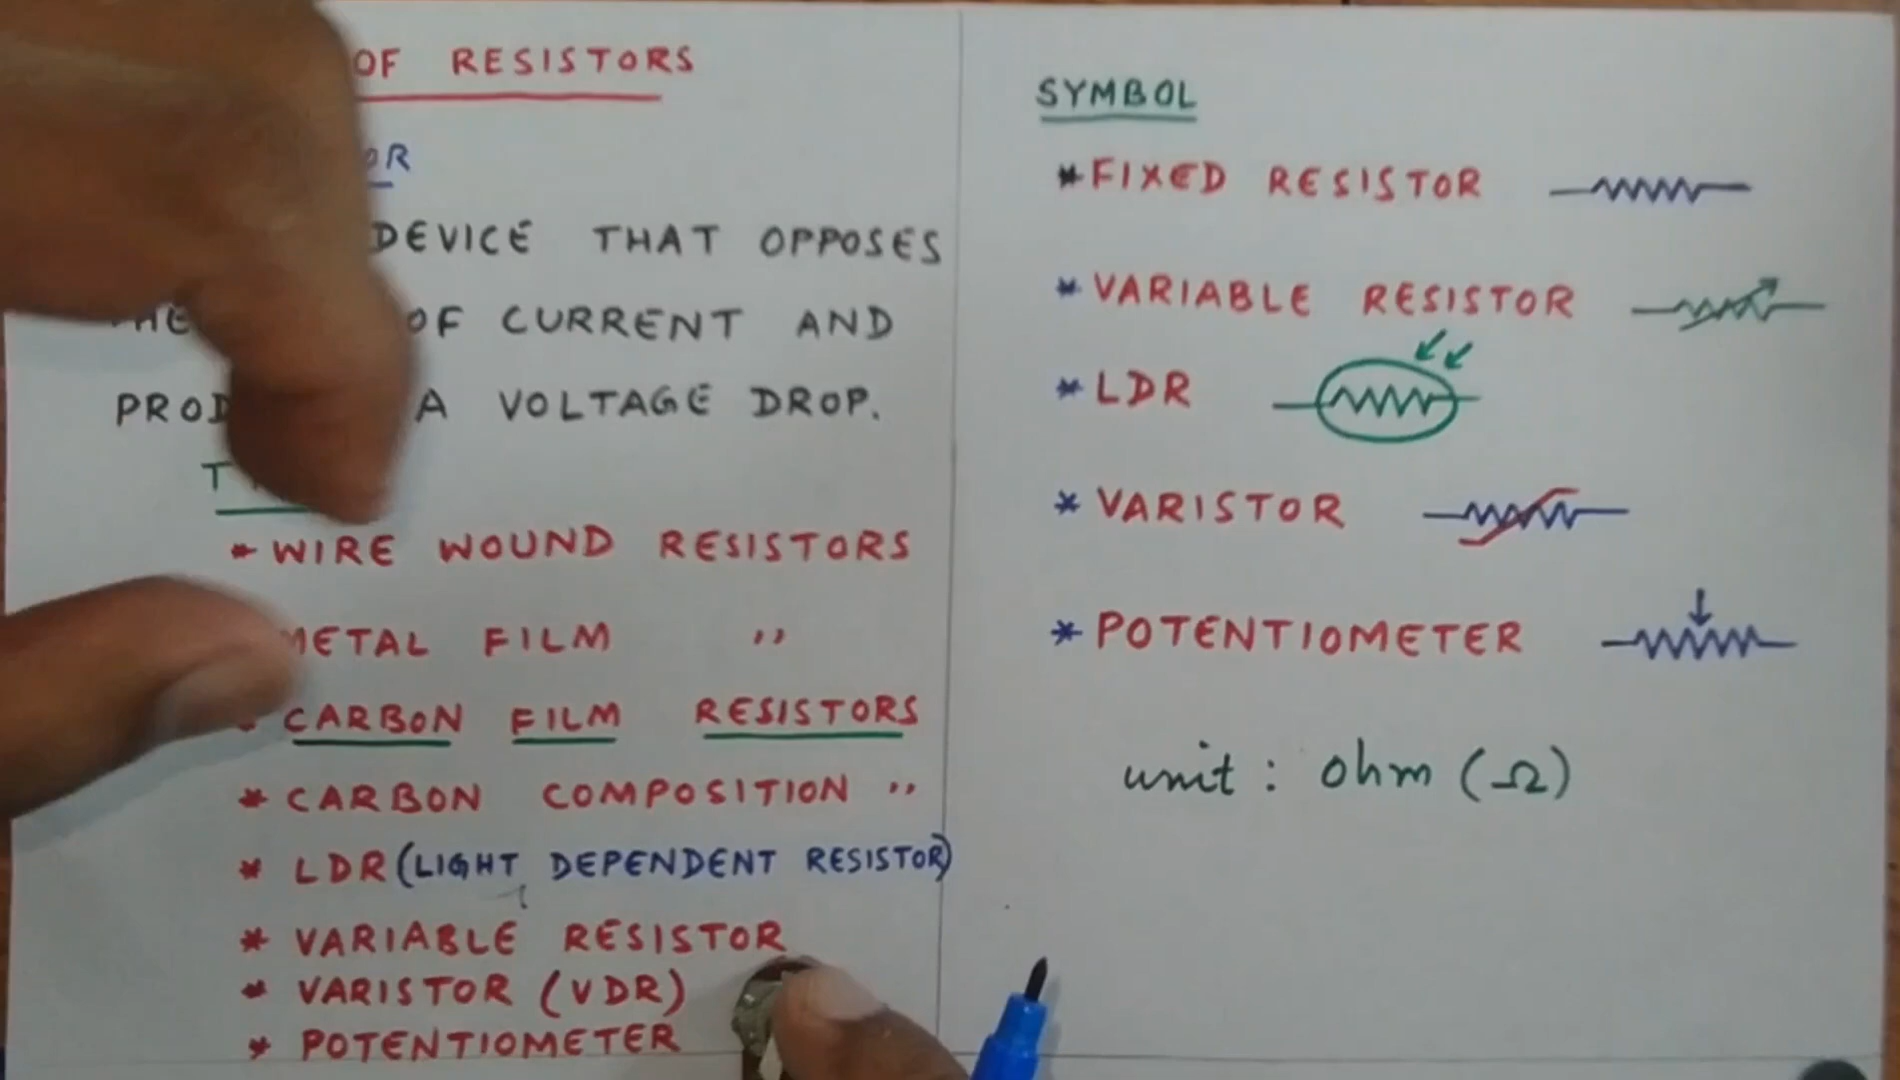 OF RESISTORS
DEVICE THAT OPPOSES
OF CURRENT AND
A VOLTAGE DROP.
* WIRE WOUND RESISTORS
METAL FILM "
* CARBON FILM RESISTORS
* CARBON COMPOSITION "
* LDR (LIGHT DEPENDENT RESISTOR)
* VARIABLE RESISTOR
* VARISTOR (VDR)
* POTENTIOMETER
SYMBOL
* FIXED RESISTOR
* VARIABLE RESISTOR
* LDR
* VARISTOR
* POTENTIOMETER
unit : ohm (Ω)